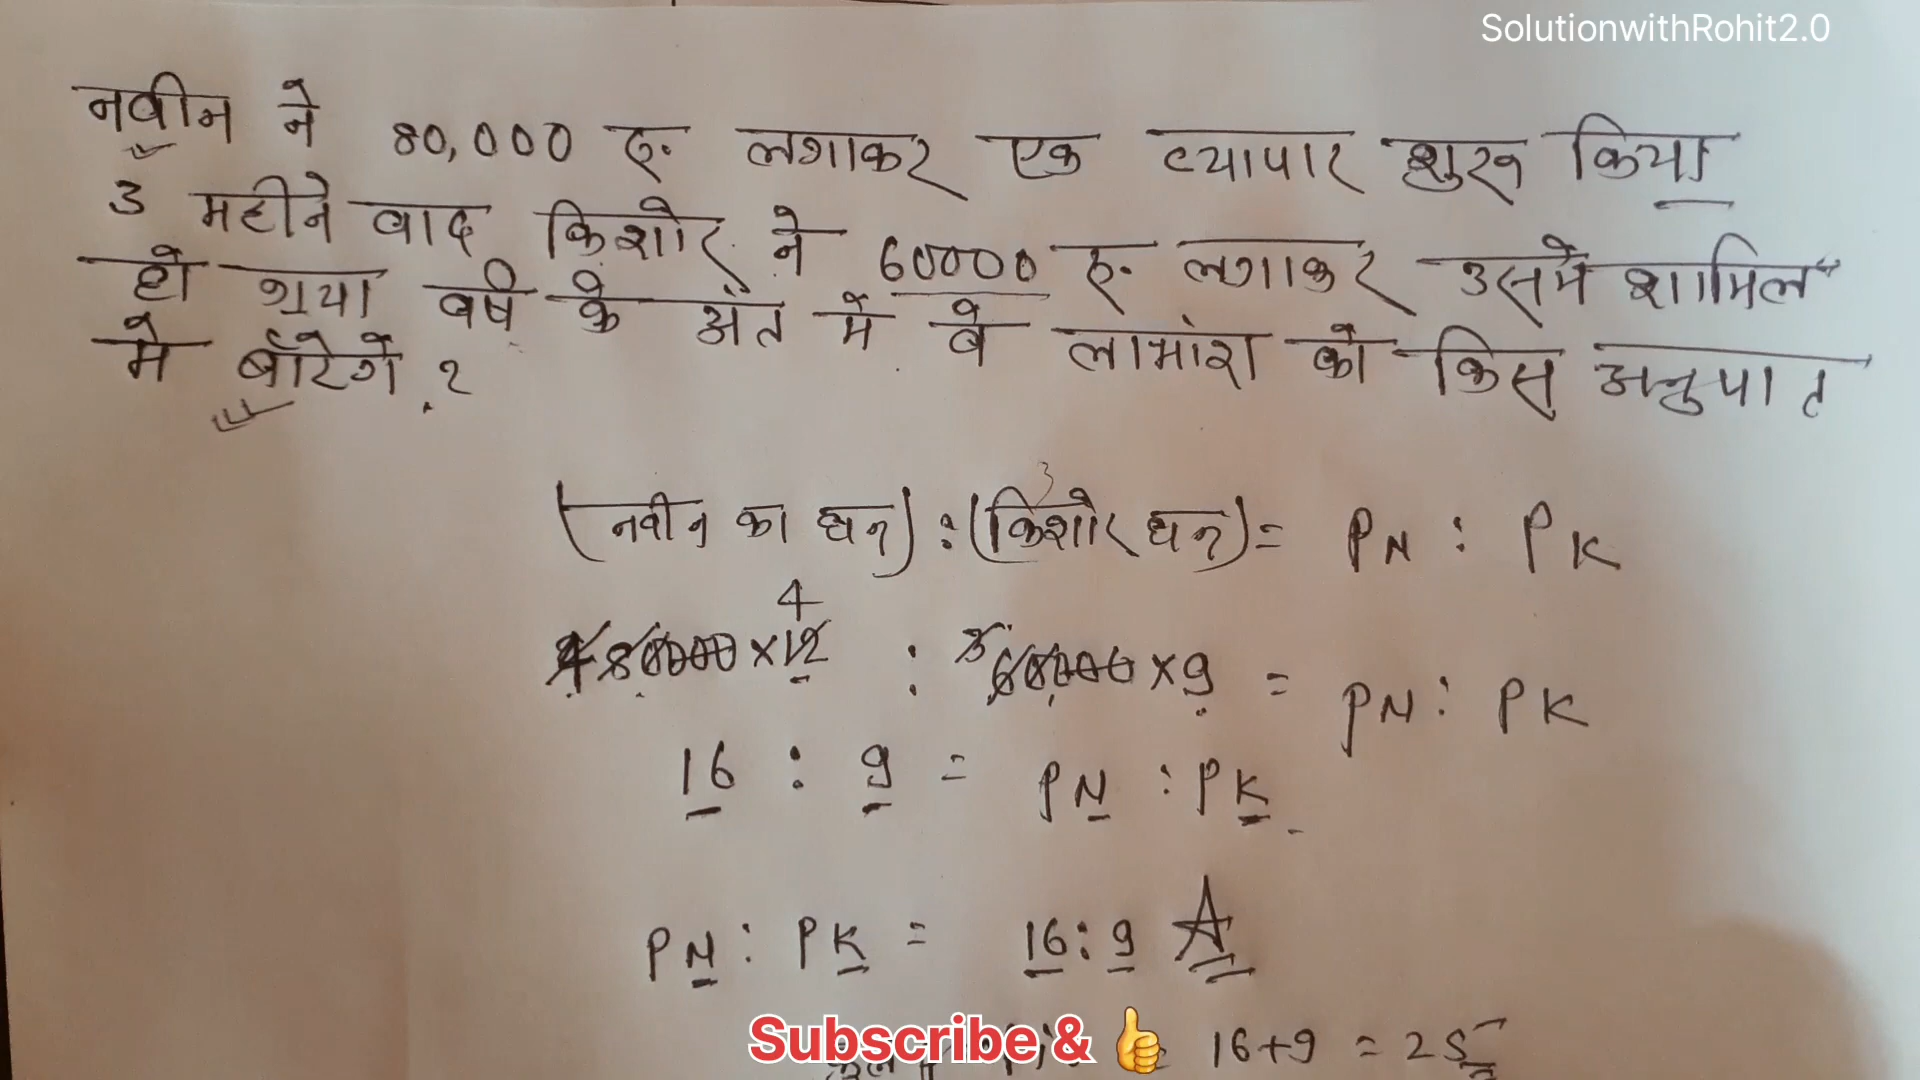 SolutionwithRohit2.0
नवीन ने 80,000 रु. लगाकर एक व्यापार शुरू किया
3 महीने बाद किशोर ने 60000 रु. लगाकर उसमे शामिल
हो गया वर्ष के अंत में वे लाभांश को किस अनुपात
मे बाँटेगें ?
(नवीन का धन) : (किशोर धन) = PN : PK
4
80000 x 12 : 60000 x 9 = PN : PK
16 : 9 = PN : PK
PN : PK = 16 : 9 A
Subscribe & 👍
16+9 = 25